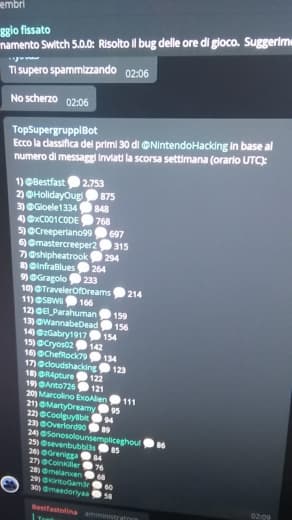 embri
ggio fissato
namento Switch 5.0.0: Risolto il bug delle ore di gioco. Suggerim
Ti supero spammizzando 02:06
No scherzo 02:06
TopSupergruppiBot
Ecco la classifica dei primi 30 di @NintendoHacking in base al
numero di messaggi inviati la scorsa settimana (orario UTC):
1) @Bestfast 2,753
2) @HolidayOugi 875
3) @Gioele1334 848
4) @xC001C0DE 768
5) @Creeperiano99 697
6) @mastercreeper2 315
7) @shipheatrook 294
8) @InfraBlues 264
9) @Gragolo 233
10) @TravelerOfDreams 214
11) @SBWii 166
12) @El_Parahuman 159
13) @WannabeDead 156
14) @zGabry1917 154
15) @Cryos02 142
16) @ChefRock79 134
17) @cloudshacking 123
18) @R4pture 122
19) @Anto726 121
20) Marcolino ExoAlien 111
21) @MartyDreamy 95
22) @Coolguy8bit 94
23) @Overlord90 89
24) @Sonosolounsempliceghoul 86
25) @sevenbubbl3s 85
26) @Grenigga 84
27) @CoinKiller 76
28) @melanxen 68
29) @KiritoGam3r 60
30) @maedorlyaa 58
Bestfastolina amministratore
02:09